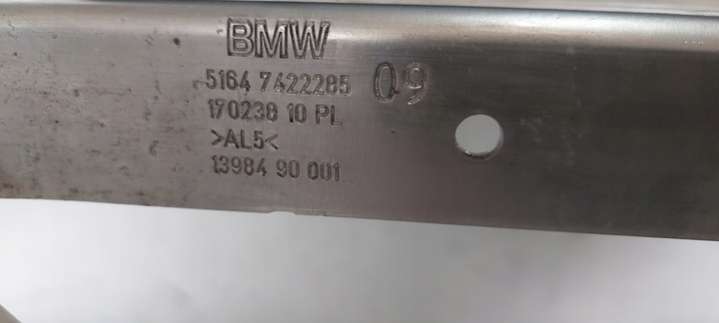 BMW
5164 7422285 09
170238 10 PL
>AL5<
13984 90 001